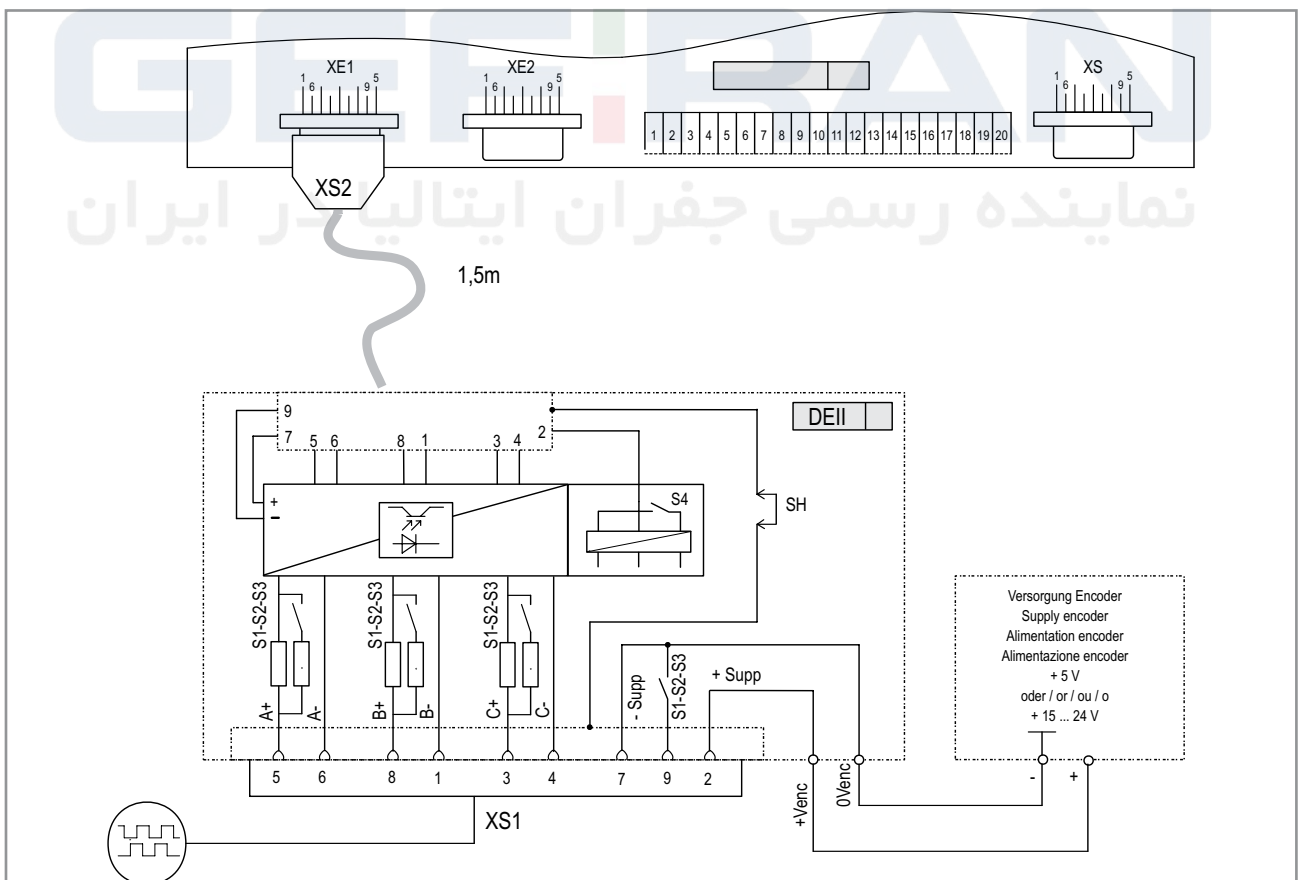 GEFRAN
XE1
1 6 9 5
XE2
1 6 9 5
XS
1 6 9 5
1 2 3 4 5 6 7 8 9 10 11 12 13 14 15 16 17 18 19 20
XS2
نماینده رسمی جفران ایتالیا در ایران
1,5m
DEII
9
7 5 6 8 1 3 4 2
+
-
S4
SH
S1-S2-S3
S1-S2-S3
S1-S2-S3
A+
A-
B+
B-
C+
C-
- Supp
S1-S2-S3
+ Supp
5 6 8 1 3 4 7 9 2
XS1
+Venc
0Venc
Versorgung Encoder
Supply encoder
Alimentation encoder
Alimentazione encoder
+ 5 V
oder / or / ou / o
+ 15 ... 24 V
- +